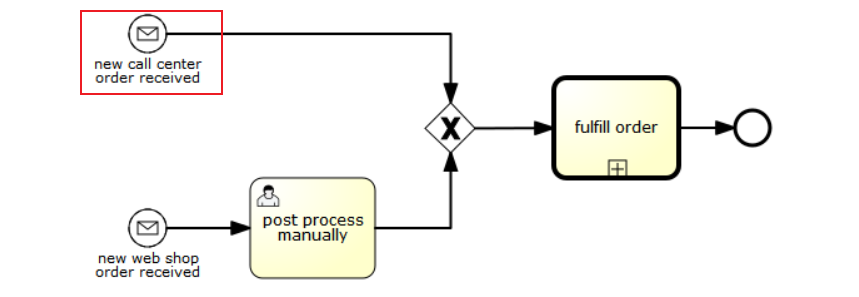 new call center
order received
fulfill order
post process
manually
new web shop
order received